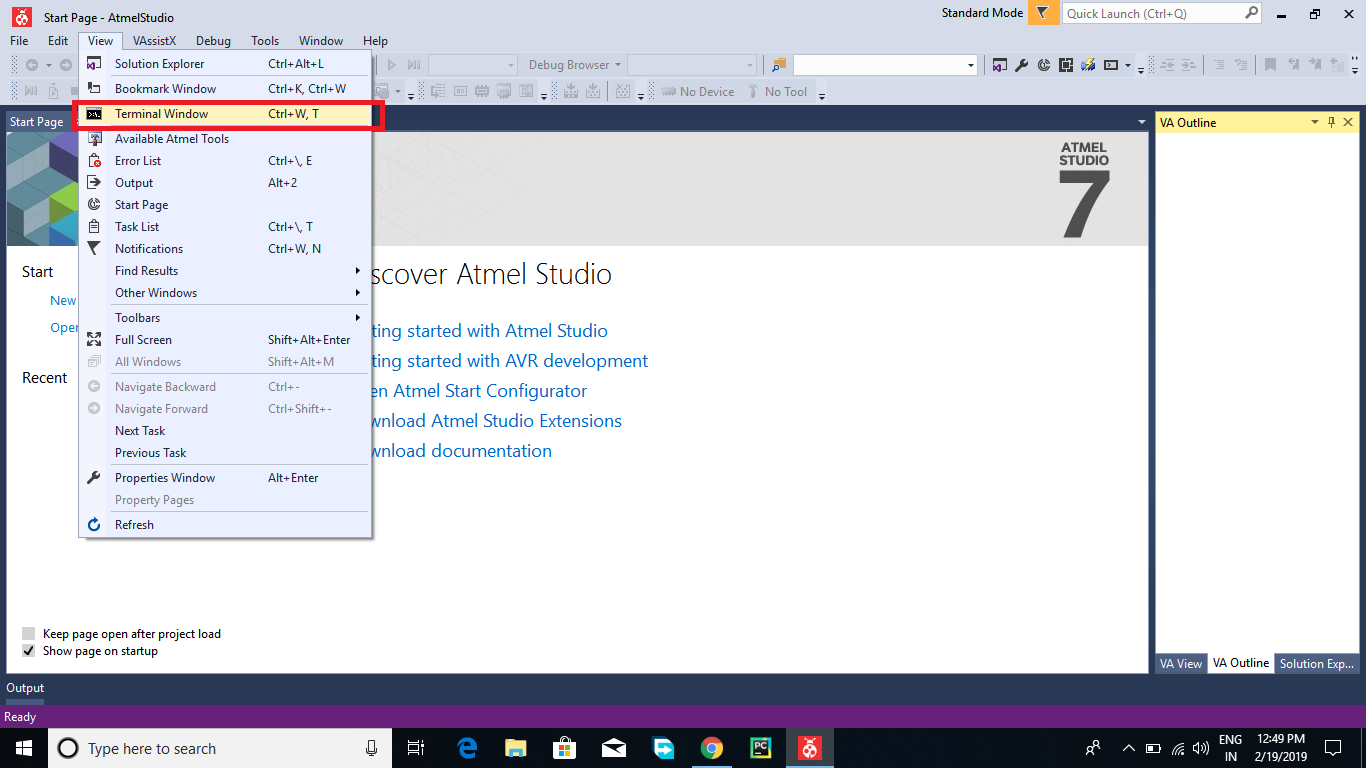 Start Page - AtmelStudio
Standard Mode
Quick Launch (Ctrl+Q)
File Edit View VAssistX Debug Tools Window Help
Debug Browser
No Device No Tool
Solution Explorer Ctrl+Alt+L
Bookmark Window Ctrl+K, Ctrl+W
Terminal Window Ctrl+W, T
Available Atmel Tools
Error List Ctrl+\, E
Output Alt+2
Start Page
Task List Ctrl+\, T
Notifications Ctrl+W, N
Find Results
Other Windows
Toolbars
Full Screen Shift+Alt+Enter
All Windows Shift+Alt+M
Navigate Backward Ctrl+-
Navigate Forward Ctrl+Shift+-
Next Task
Previous Task
Properties Window Alt+Enter
Property Pages
Refresh
Start Page
ATMEL
STUDIO
7
Start
New
Open
Recent
scover Atmel Studio
ting started with Atmel Studio
ting started with AVR development
en Atmel Start Configurator
wnload Atmel Studio Extensions
wnload documentation
Keep page open after project load
Show page on startup
VA Outline
VA View VA Outline Solution Exp...
Output
Ready
Type here to search
PC
ENG
IN
12:49 PM
2/19/2019